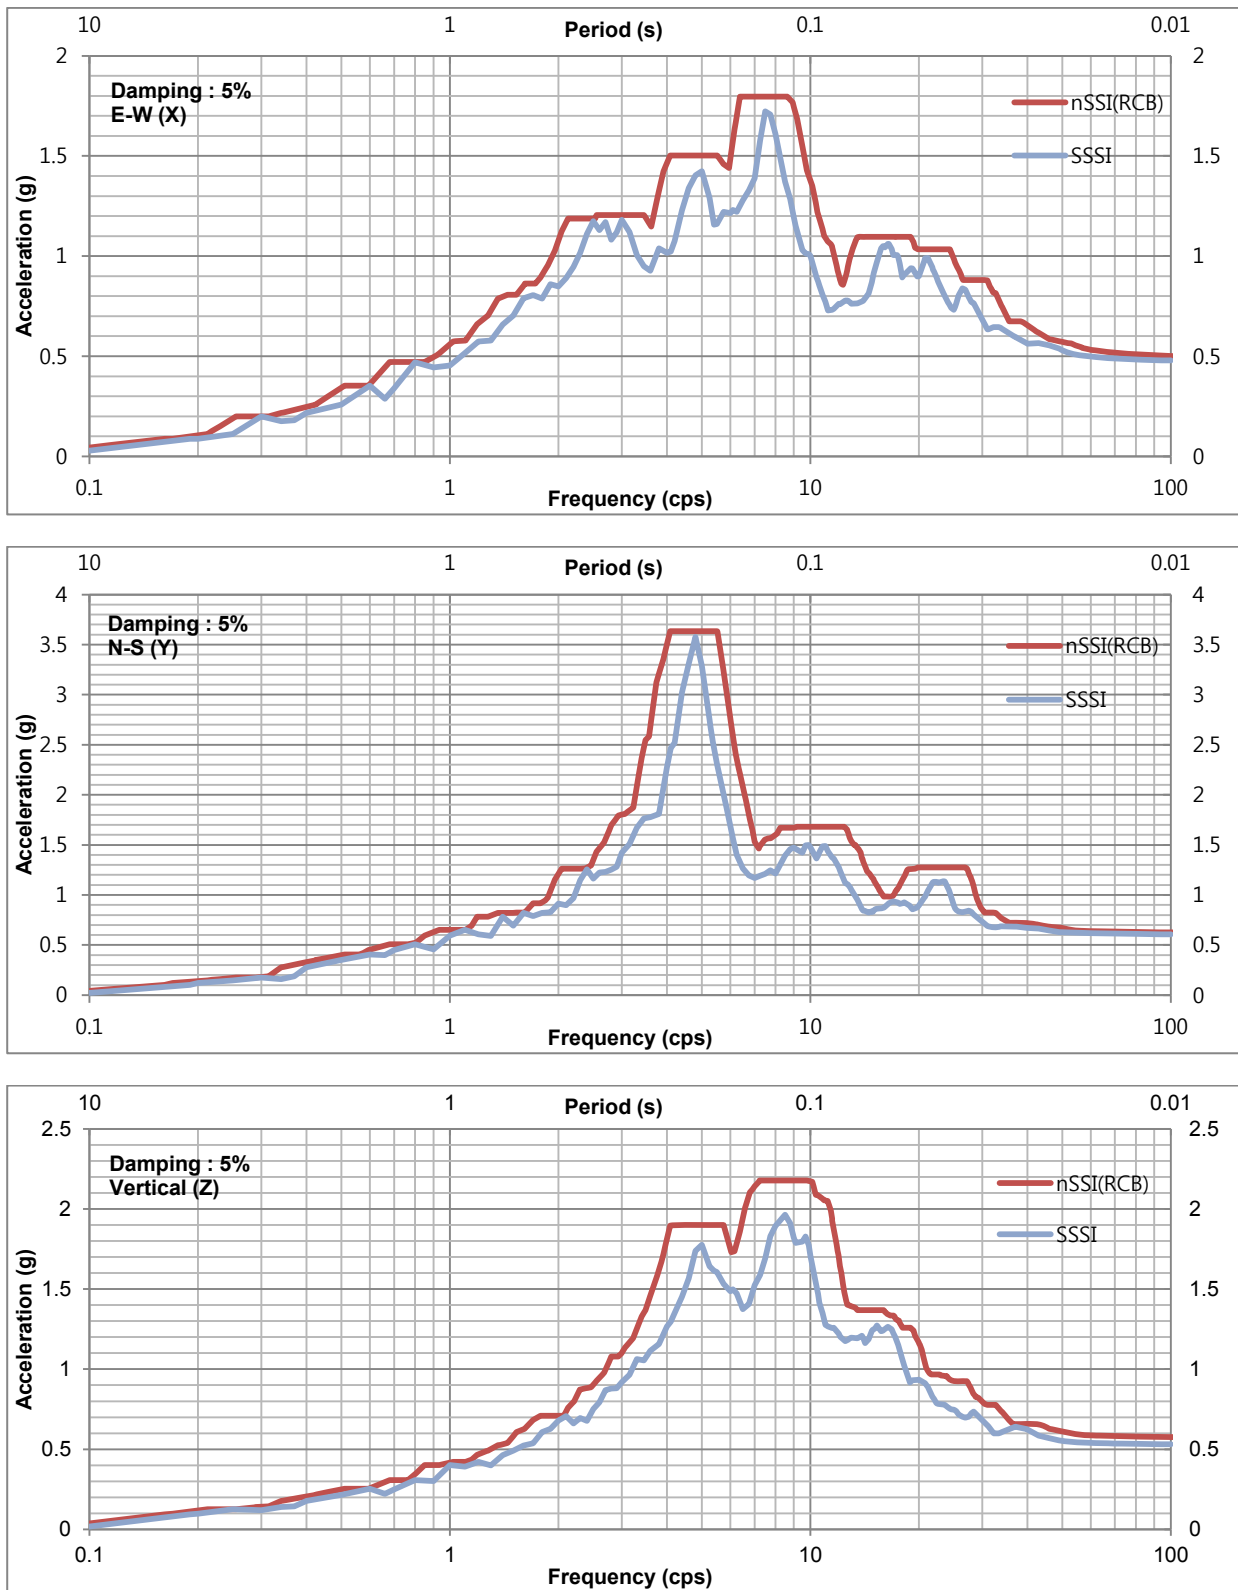 10 1 Period (s) 0.1 0.01
2 2
Damping : 5%
E-W (X)
nSSI(RCB)
1.5 SSSI 1.5
Acceleration (g)
1 1
0.5 0.5
0 0
0.1 1 10 100
Frequency (cps)
10 1 Period (s) 0.1 0.01
4 4
Damping : 5%
N-S (Y)
3.5 nSSI(RCB) 3.5
3 SSSI 3
2.5 2.5
Acceleration (g)
2 2
1.5 1.5
1 1
0.5 0.5
0 0
0.1 1 10 100
Frequency (cps)
10 1 Period (s) 0.1 0.01
2.5 2.5
Damping : 5%
Vertical (Z)
nSSI(RCB)
2 2
SSSI
1.5 1.5
Acceleration (g)
1 1
0.5 0.5
0 0
0.1 1 10 100
Frequency (cps)